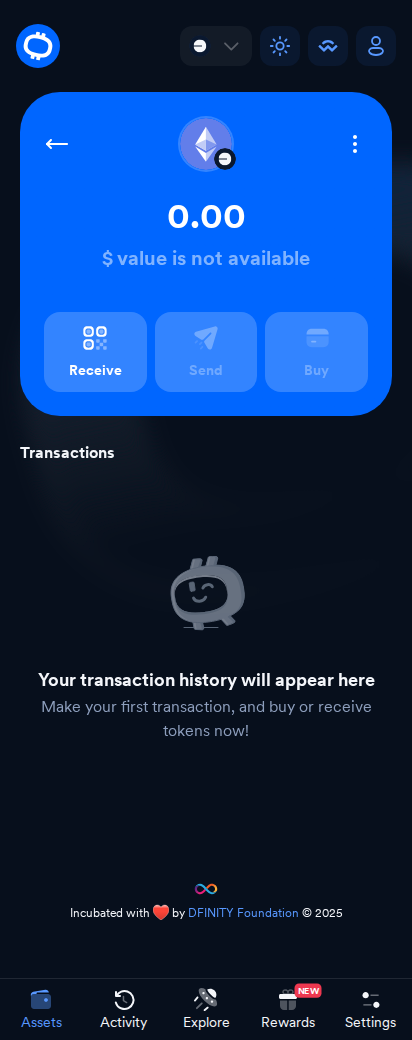 0.00
$ value is not available
Receive
Send
Buy
Transactions
Your transaction history will appear here
Make your first transaction, and buy or receive
tokens now!
Incubated with ❤️ by DFINITY Foundation © 2025
NEW
Assets
Activity
Explore
Rewards
Settings